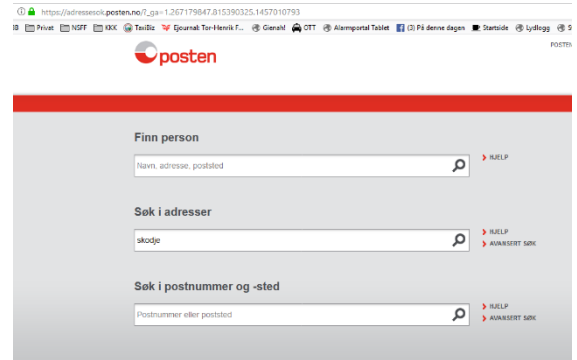 https://adressesok.posten.no/?_ga=1.267179847.815390325.1457010793
Privat NSFF KKK TaxiBiz Ejournal: Tor-Henrik F... Gienah! OTT Alarmportal Tablet (3) På denne dagen Startside Lydlogg
posten
POSTEN
Finn person
Navn, adresse, poststed
HJELP
Søk i adresser
skodje
HJELP
AVANSERT SØK
Søk i postnummer og -sted
Postnummer eller poststed
HJELP
AVANSERT SØK